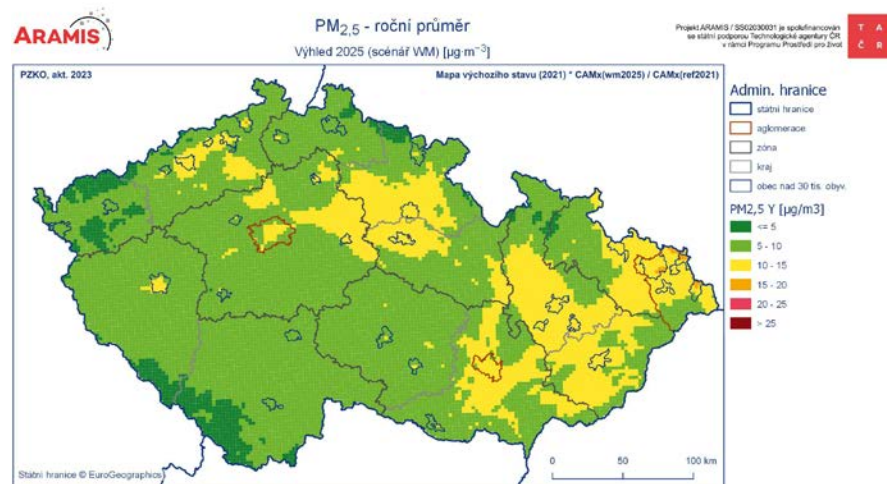 ARAMIS
PM2,5 - roční průměr
Výhled 2025 (scénář WM) [µg·m−3]
Projekt ARAMIS / SS02030031 je spolufinancován
se státní podporou Technologické agentury ČR
v rámci Programu Prostředí pro život
T A
Č R
PZKO, akt. 2023
Mapa výchozího stavu (2021) * CAMx(wm2025) / CAMx(ref2021)
Admin. hranice
státní hranice
aglomerace
zóna
kraj
obec nad 30 tis. obyv.
PM2,5 Y [µg/m3]
<= 5
5 - 10
10 - 15
15 - 20
20 - 25
> 25
Státní hranice © EuroGeographics
0 50 100 km